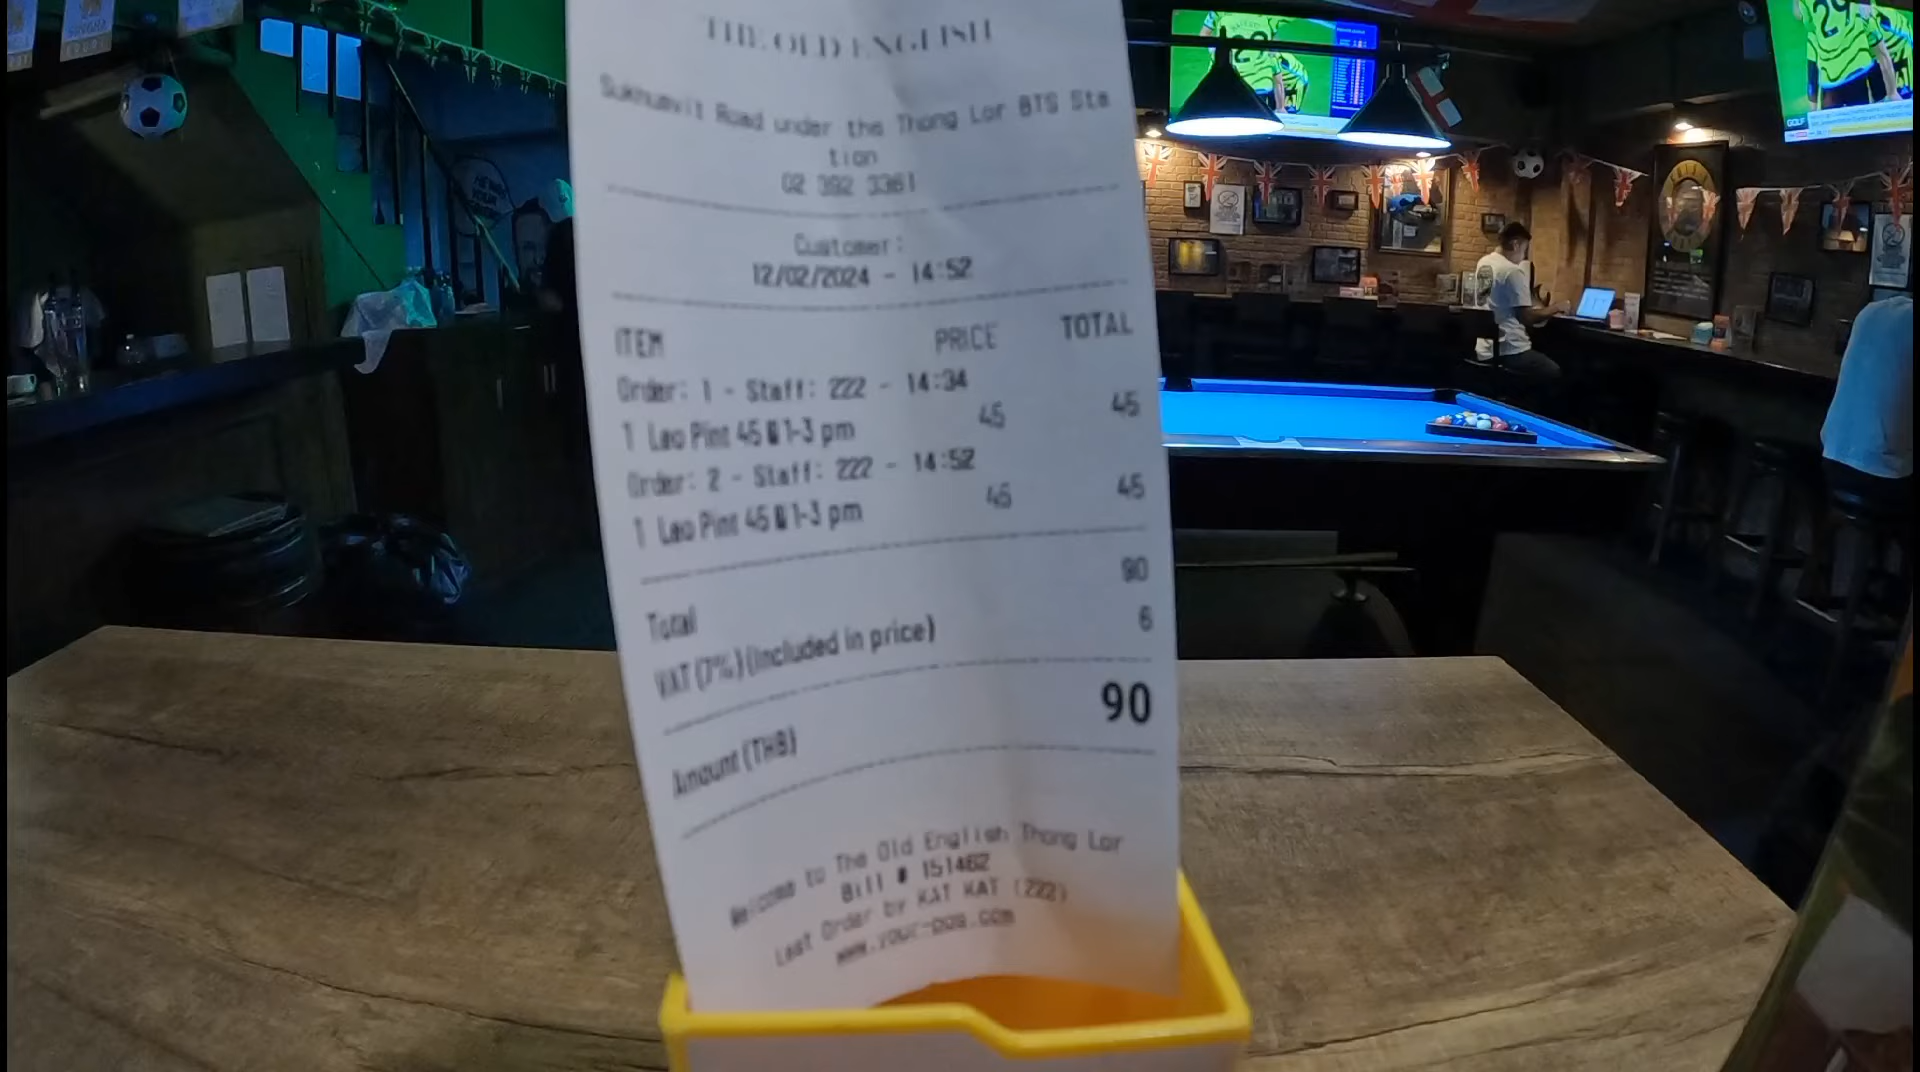 THE OLD ENGLISH
Sukhumvit Road under the Thong Lor BTS Sta
tion
02 392 3361
Customer:
12/02/2024 - 14:52
ITEM PRICE TOTAL
Order: 1 - Staff: 222 - 14:34
1 Leo Pint 45 1-3 pm 45 45
Order: 2 - Staff: 222 - 14:52
1 Leo Pint 45 1-3 pm 45 45
Total 90
VAT (7%) (included in price) 6
Amount (THB) 90
Welcome to The Old English Thong Lor
Bill # 151462
Last Order by KAT KAT (222)
www.your-pos.com
29
29
GOLF